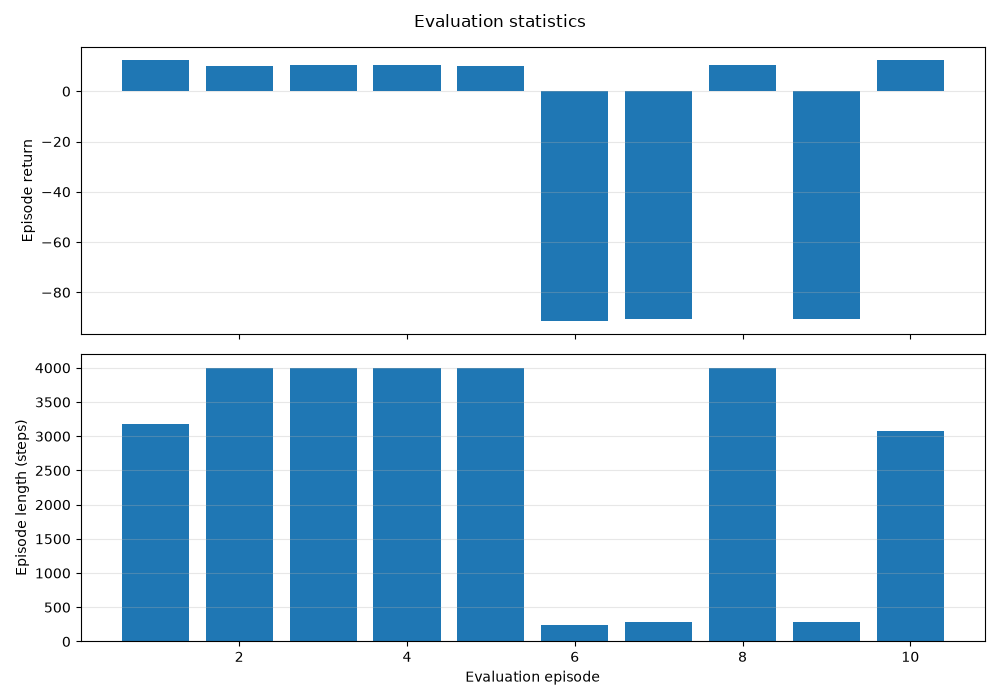 Evaluation statistics
Episode return
0
−20
−40
−60
−80
Episode length (steps)
4000
3500
3000
2500
2000
1500
1000
500
0
2 4 6 8 10
Evaluation episode